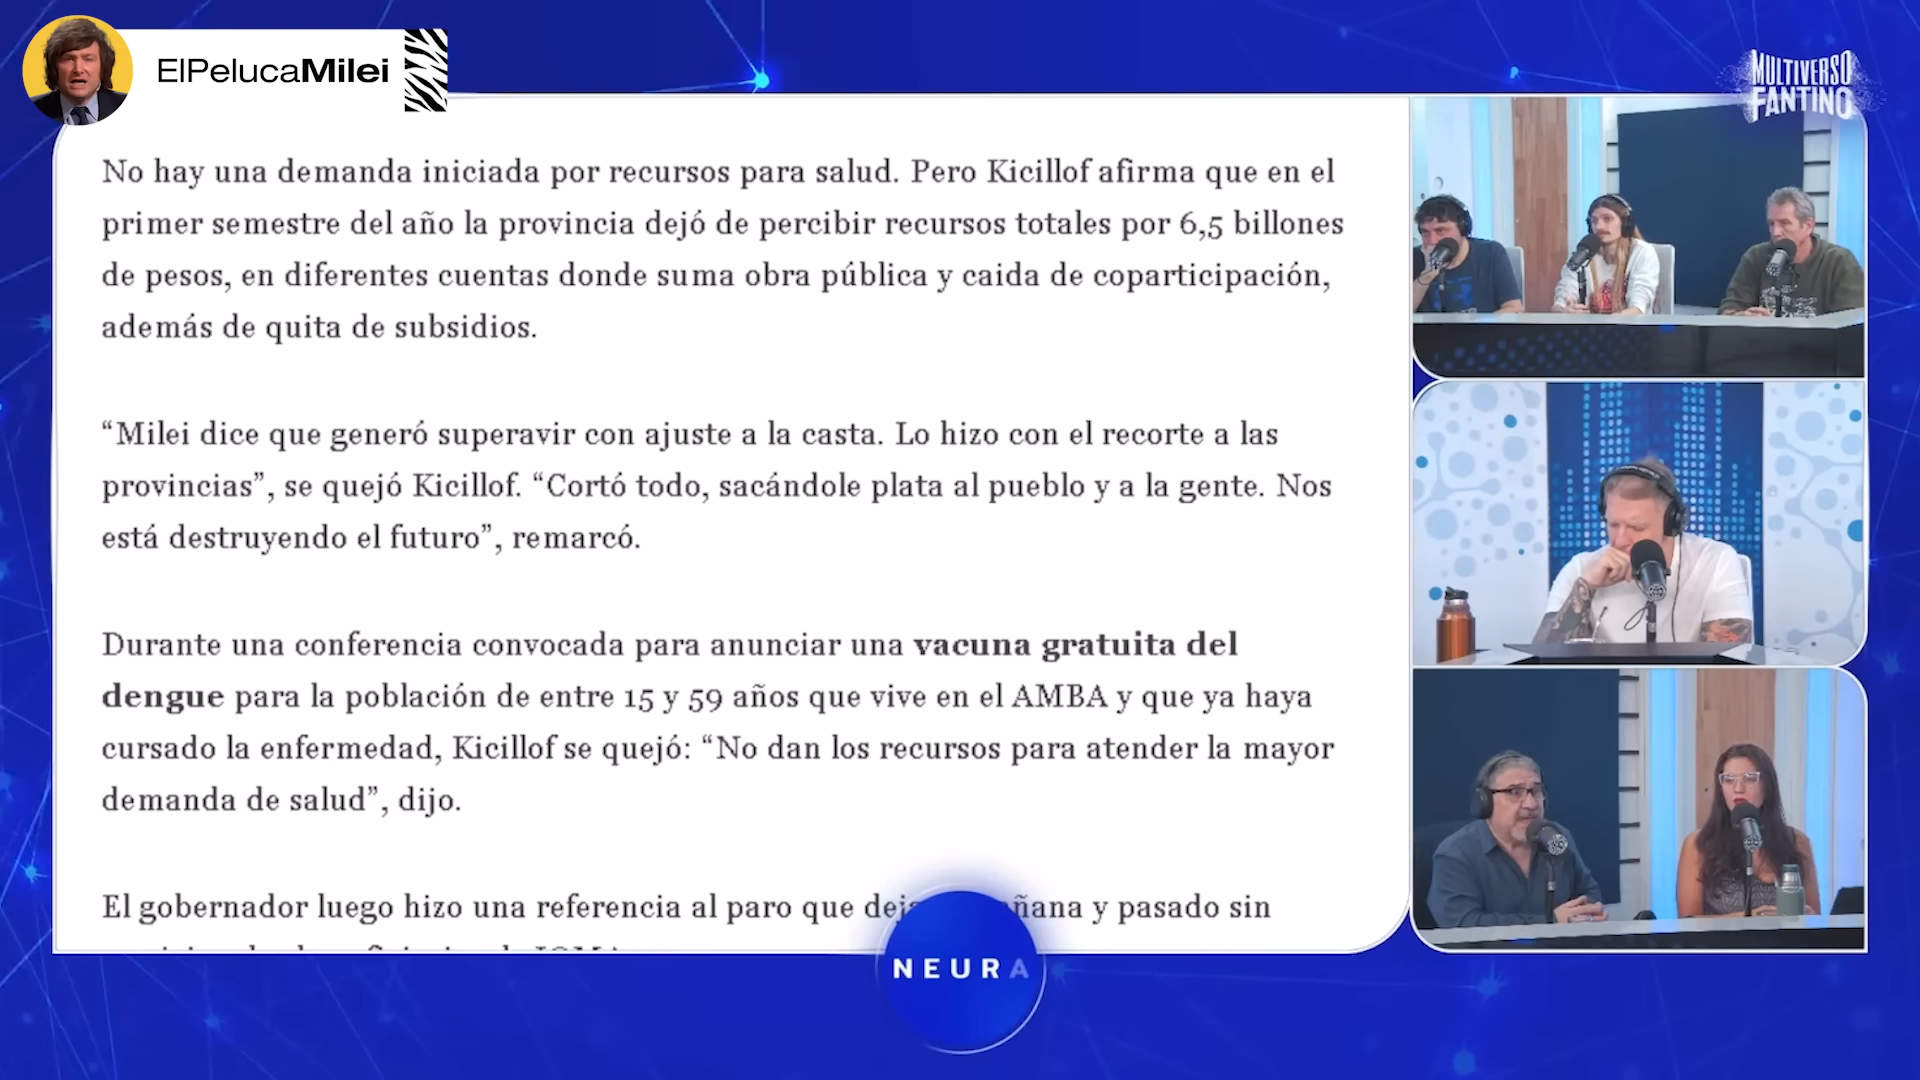 ElPelucaMilei
MULTIVERSO
FANTINO
No hay una demanda iniciada por recursos para salud. Pero Kicillof afirma que en el
primer semestre del año la provincia dejó de percibir recursos totales por 6,5 billones
de pesos, en diferentes cuentas donde suma obra pública y caida de coparticipación,
además de quita de subsidios.
“Milei dice que generó superavir con ajuste a la casta. Lo hizo con el recorte a las
provincias”, se quejó Kicillof. “Cortó todo, sacándole plata al pueblo y a la gente. Nos
está destruyendo el futuro”, remarcó.
Durante una conferencia convocada para anunciar una vacuna gratuita del
dengue para la población de entre 15 y 59 años que vive en el AMBA y que ya haya
cursado la enfermedad, Kicillof se quejó: “No dan los recursos para atender la mayor
demanda de salud”, dijo.
El gobernador luego hizo una referencia al paro que y pasado sin
NEURA